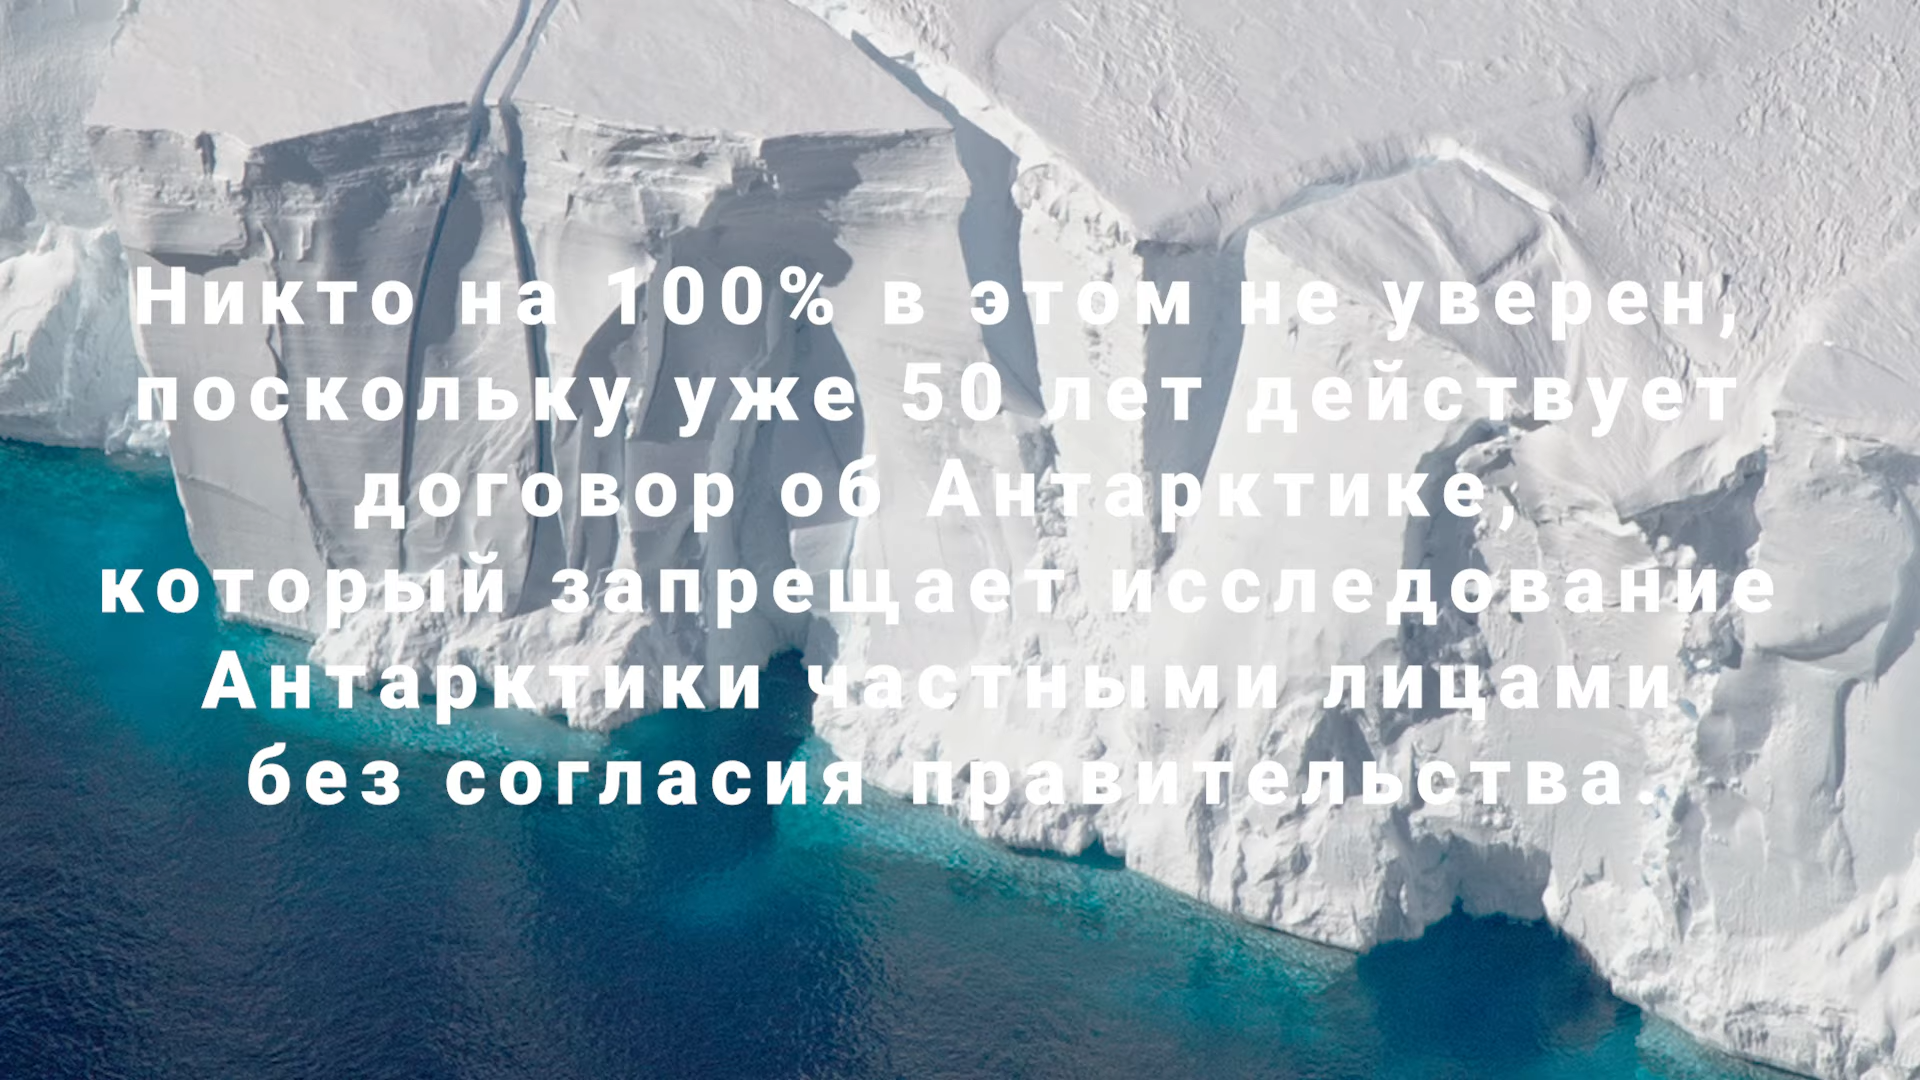 Никто на 100% в этом не уверен,
поскольку уже 50 лет действует
договор об Антарктике,
который запрещает исследование
Антарктики частными лицами
без согласия правительства.